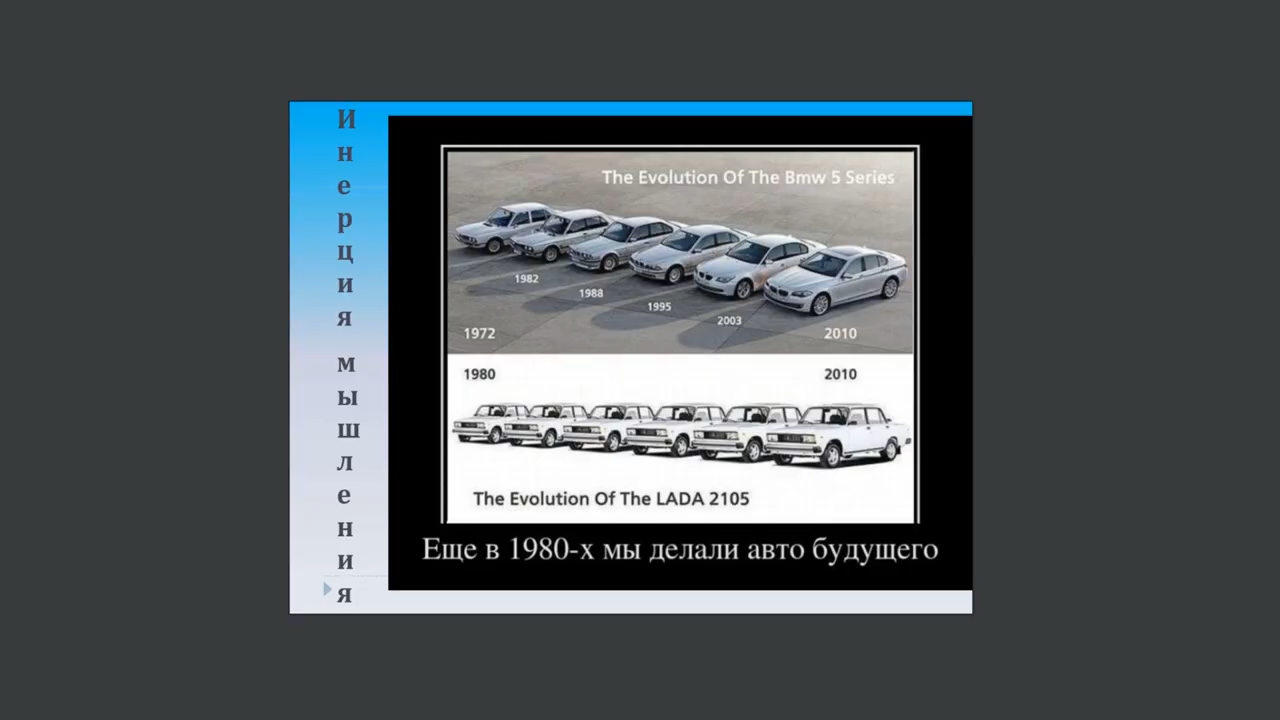 Инерция мышления
The Evolution Of The Bmw 5 Series
1982
1988
1995
2003
1972
2010
1980
2010
The Evolution Of The LADA 2105
Еще в 1980-х мы делали авто будущего